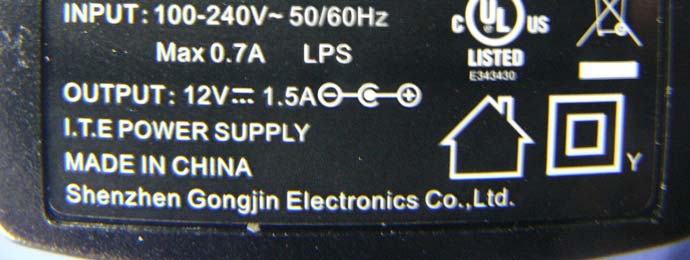 INPUT: 100-240V~ 50/60Hz
Max 0.7A LPS
C UL US
LISTED
E343430
OUTPUT: 12V⎓ 1.5A
I.T.E POWER SUPPLY
MADE IN CHINA
Y
Shenzhen Gongjin Electronics Co.,Ltd.